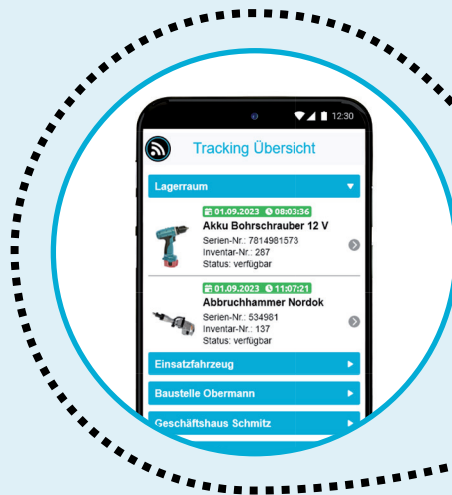 12:30
Tracking Übersicht
Lagerraum
01.09.2023 08:03:36
Akku Bohrschrauber 12 V
Serien-Nr.: 7814981573
Inventar-Nr.: 287
Status: verfügbar
01.09.2023 11:07:21
Abbruchhammer Nordok
Serien-Nr.: 534981
Inventar-Nr.: 137
Status: verfügbar
Einsatzfahrzeug
Baustelle Obermann
Geschäftshaus Schmitz